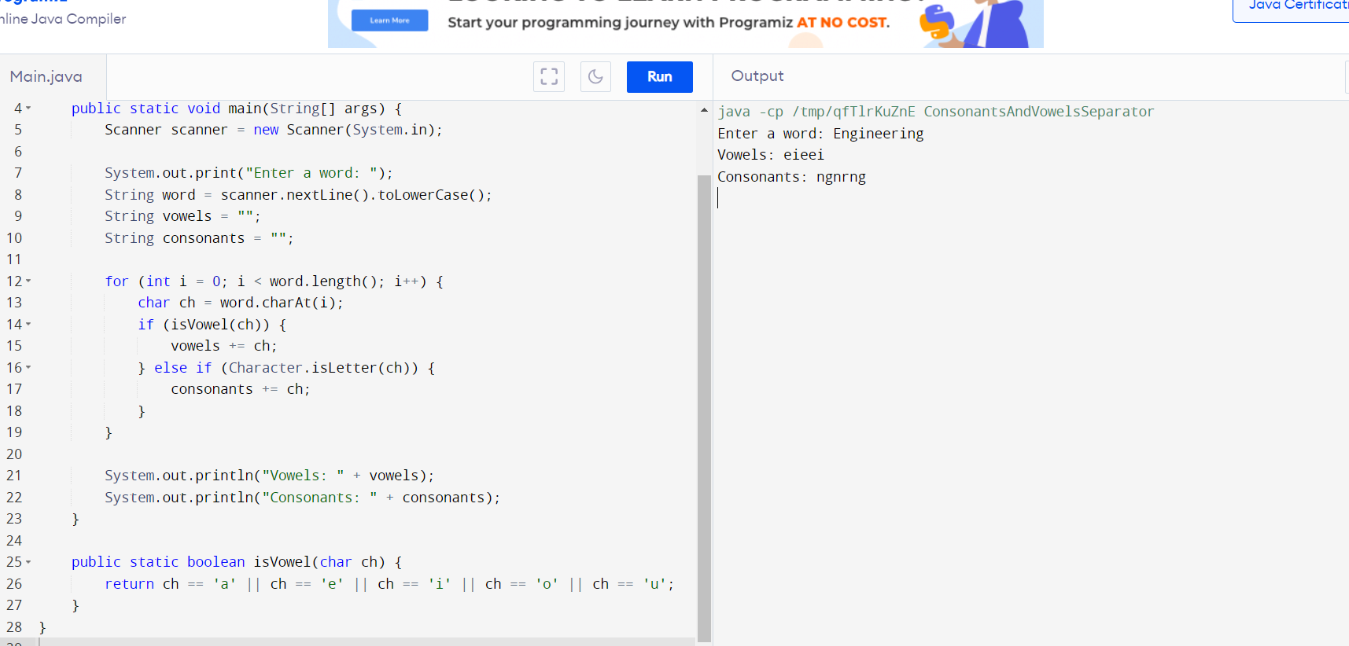 nline Java Compiler
Learn More
Start your programming journey with Programiz AT NO COST.
Main.java
Run
Output
4 public static void main(String[] args) {
5 Scanner scanner = new Scanner(System.in);
6
7 System.out.print("Enter a word: ");
8 String word = scanner.nextLine().toLowerCase();
9 String vowels = "";
10 String consonants = "";
11
12 for (int i = 0; i < word.length(); i++) {
13 char ch = word.charAt(i);
14 if (isVowel(ch)) {
15 vowels += ch;
16 } else if (Character.isLetter(ch)) {
17 consonants += ch;
18 }
19 }
20
21 System.out.println("Vowels: " + vowels);
22 System.out.println("Consonants: " + consonants);
23 }
24
25 public static boolean isVowel(char ch) {
26 return ch == 'a' || ch == 'e' || ch == 'i' || ch == 'o' || ch == 'u';
27 }
28 }
java -cp /tmp/qfTlrKuZnE ConsonantsAndVowelsSeparator
Enter a word: Engineering
Vowels: eieei
Consonants: ngnrng